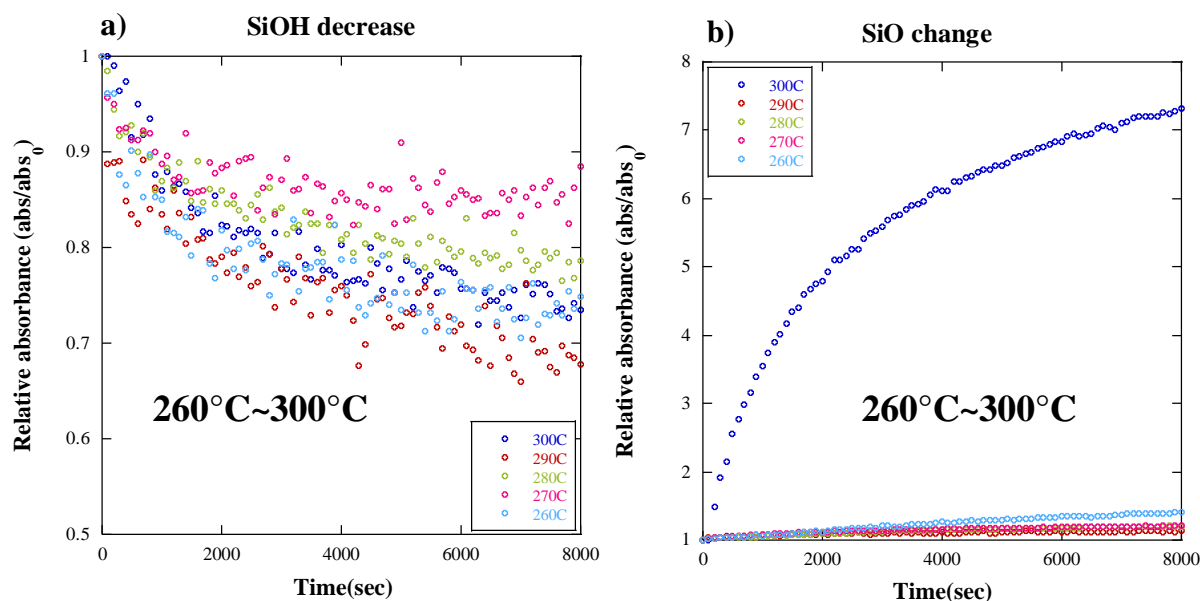 a)
SiOH decrease
Relative absorbance (abs/abs0)
1
0.9
0.8
0.7
0.6
0.5
260°C~300°C
300C
290C
280C
270C
260C
0
2000
4000
6000
8000
Time(sec)
b)
SiO change
Relative absorbance (abs/abs0)
8
7
6
5
4
3
2
1
300C
290C
280C
270C
260C
260°C~300°C
0
2000
4000
6000
8000
Time(sec)